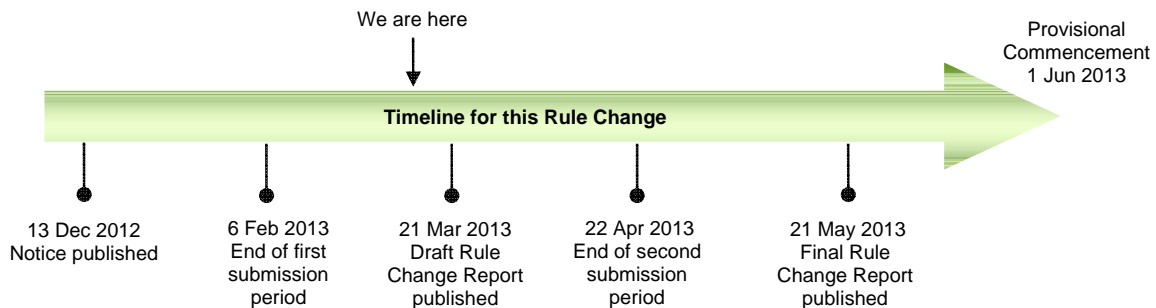 We are here
Provisional
Commencement
1 Jun 2013
Timeline for this Rule Change
13 Dec 2012
Notice published
6 Feb 2013
End of first
submission
period
21 Mar 2013
Draft Rule
Change Report
published
22 Apr 2013
End of second
submission
period
21 May 2013
Final Rule
Change Report
published